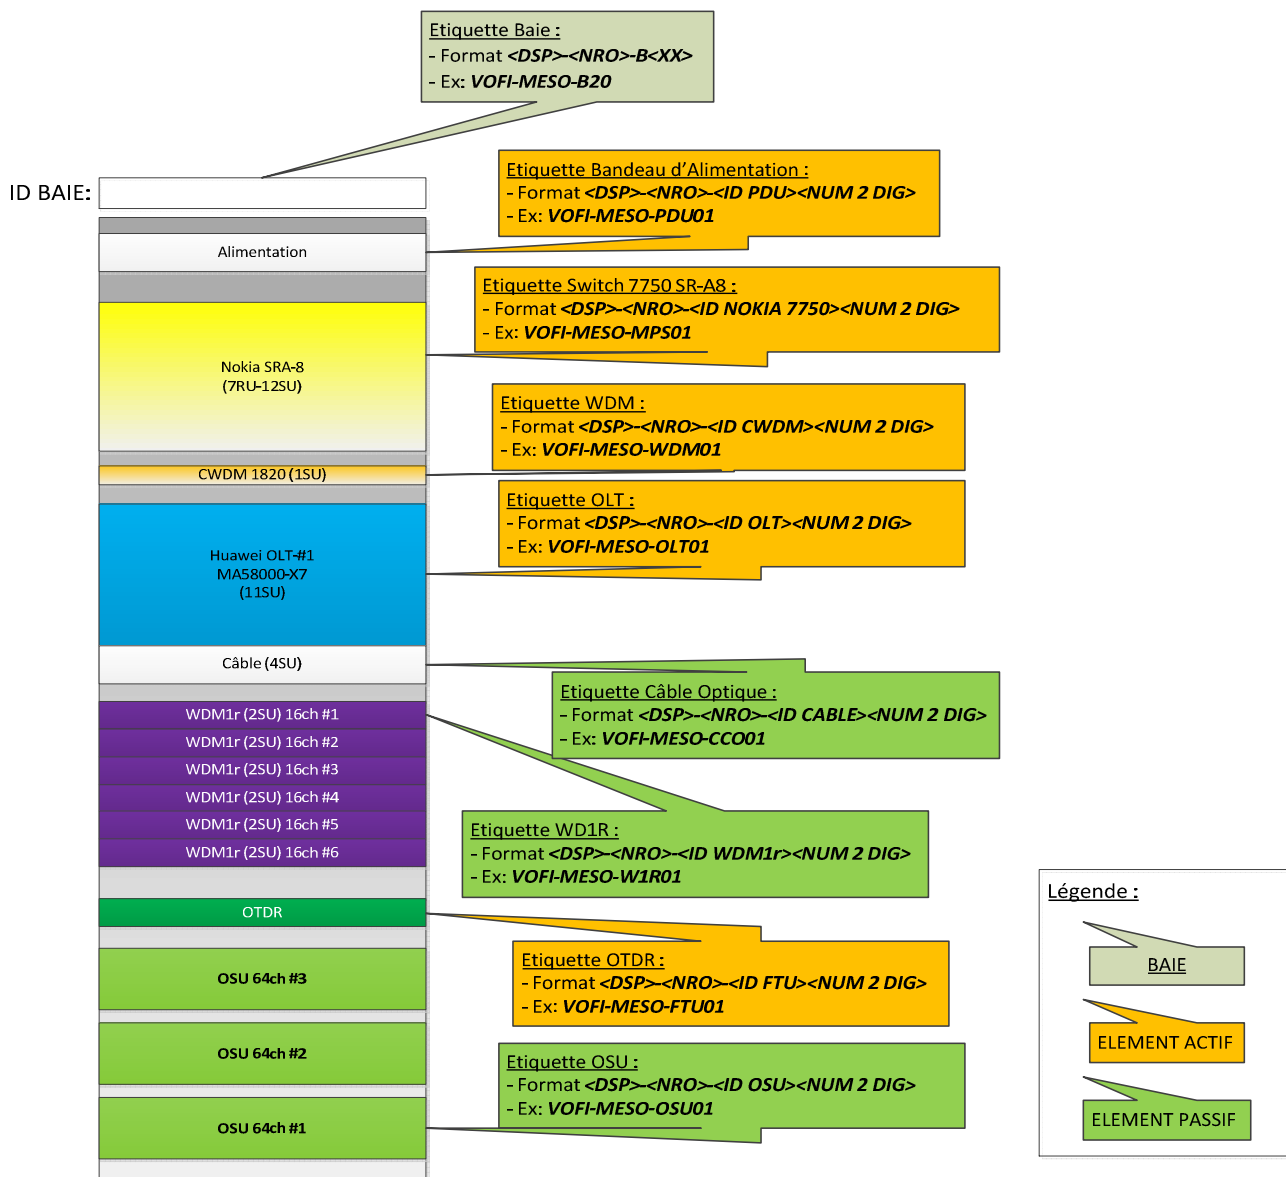 Etiquette Baie :
- Format <DSP>-<NRO>-B<XX>
- Ex: VOFI-MESO-B20
ID BAIE:
Etiquette Bandeau d'Alimentation :
- Format <DSP>-<NRO>-<ID PDU><NUM 2 DIG>
- Ex: VOFI-MESO-PDU01
Alimentation
Etiquette Switch 7750 SR-A8 :
- Format <DSP>-<NRO>-<ID NOKIA 7750><NUM 2 DIG>
- Ex: VOFI-MESO-MPS01
Nokia SRA-8
(7RU-12SU)
Etiquette WDM :
- Format <DSP>-<NRO>-<ID CWDM><NUM 2 DIG>
- Ex: VOFI-MESO-WDM01
CWDM 1820 (1SU)
Etiquette OLT :
- Format <DSP>-<NRO>-<ID OLT><NUM 2 DIG>
- Ex: VOFI-MESO-OLT01
Huawei OLT-#1
MA58000-X7
(11SU)
Câble (4SU)
Etiquette Câble Optique :
- Format <DSP>-<NRO>-<ID CABLE><NUM 2 DIG>
- Ex: VOFI-MESO-CCO01
WDM1r (2SU) 16ch #1
WDM1r (2SU) 16ch #2
WDM1r (2SU) 16ch #3
WDM1r (2SU) 16ch #4
WDM1r (2SU) 16ch #5
WDM1r (2SU) 16ch #6
Etiquette WD1R :
- Format <DSP>-<NRO>-<ID WDM1r><NUM 2 DIG>
- Ex: VOFI-MESO-W1R01
OTDR
Etiquette OTDR :
- Format <DSP>-<NRO>-<ID FTU><NUM 2 DIG>
- Ex: VOFI-MESO-FTU01
OSU 64ch #3
OSU 64ch #2
OSU 64ch #1
Etiquette OSU :
- Format <DSP>-<NRO>-<ID OSU><NUM 2 DIG>
- Ex: VOFI-MESO-OSU01
Légende :
BAIE
ELEMENT ACTIF
ELEMENT PASSIF